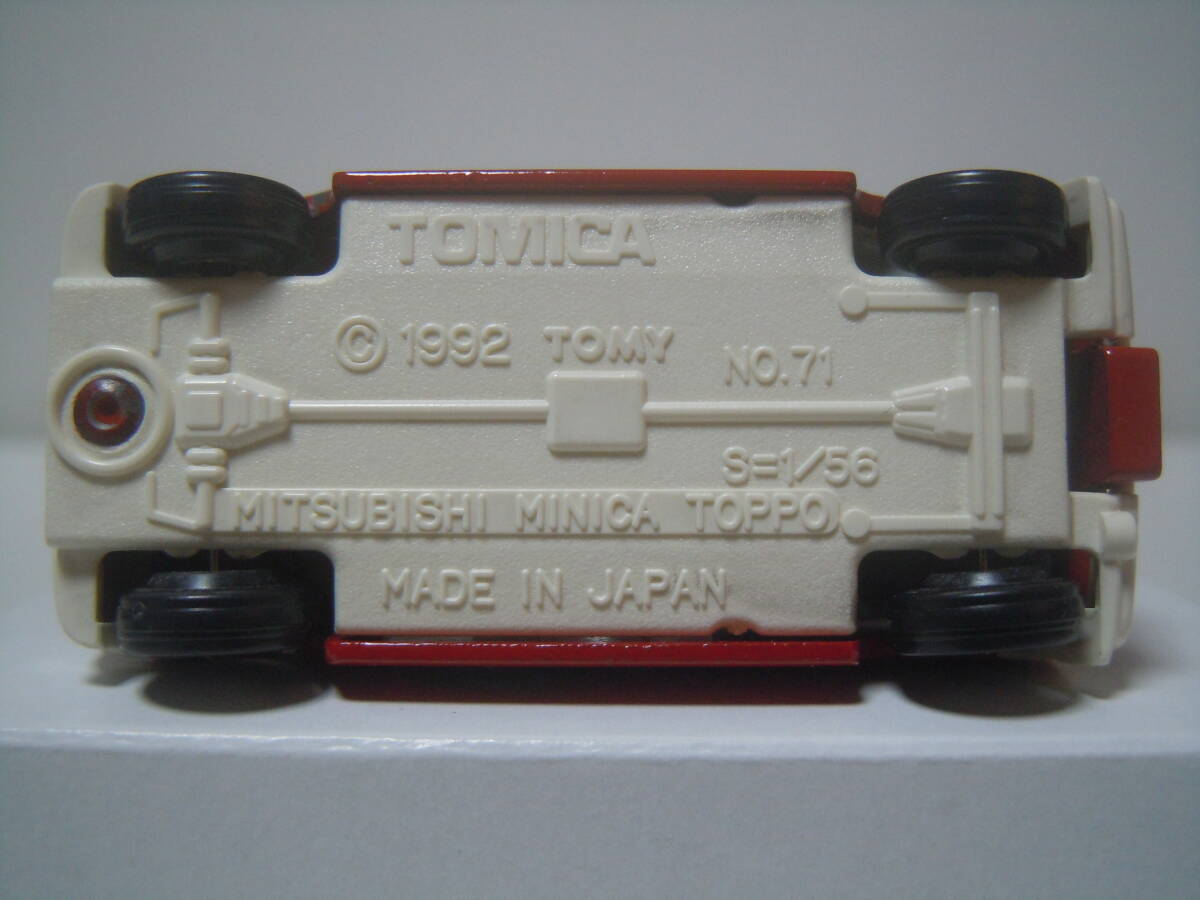 TOMICA
© 1992 TOMY NO.71
S=1/56
MITSUBISHI MINICA TOPPO
MADE IN JAPAN